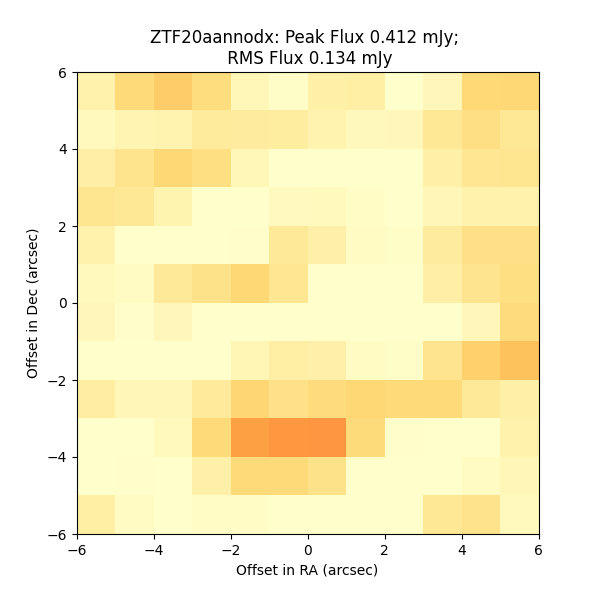 ZTF20aannodx: Peak Flux 0.412 mJy;
RMS Flux 0.134 mJy
6
4
2
0
−2
−4
−6
Offset in Dec (arcsec)
−6 −4 −2 0 2 4 6
Offset in RA (arcsec)